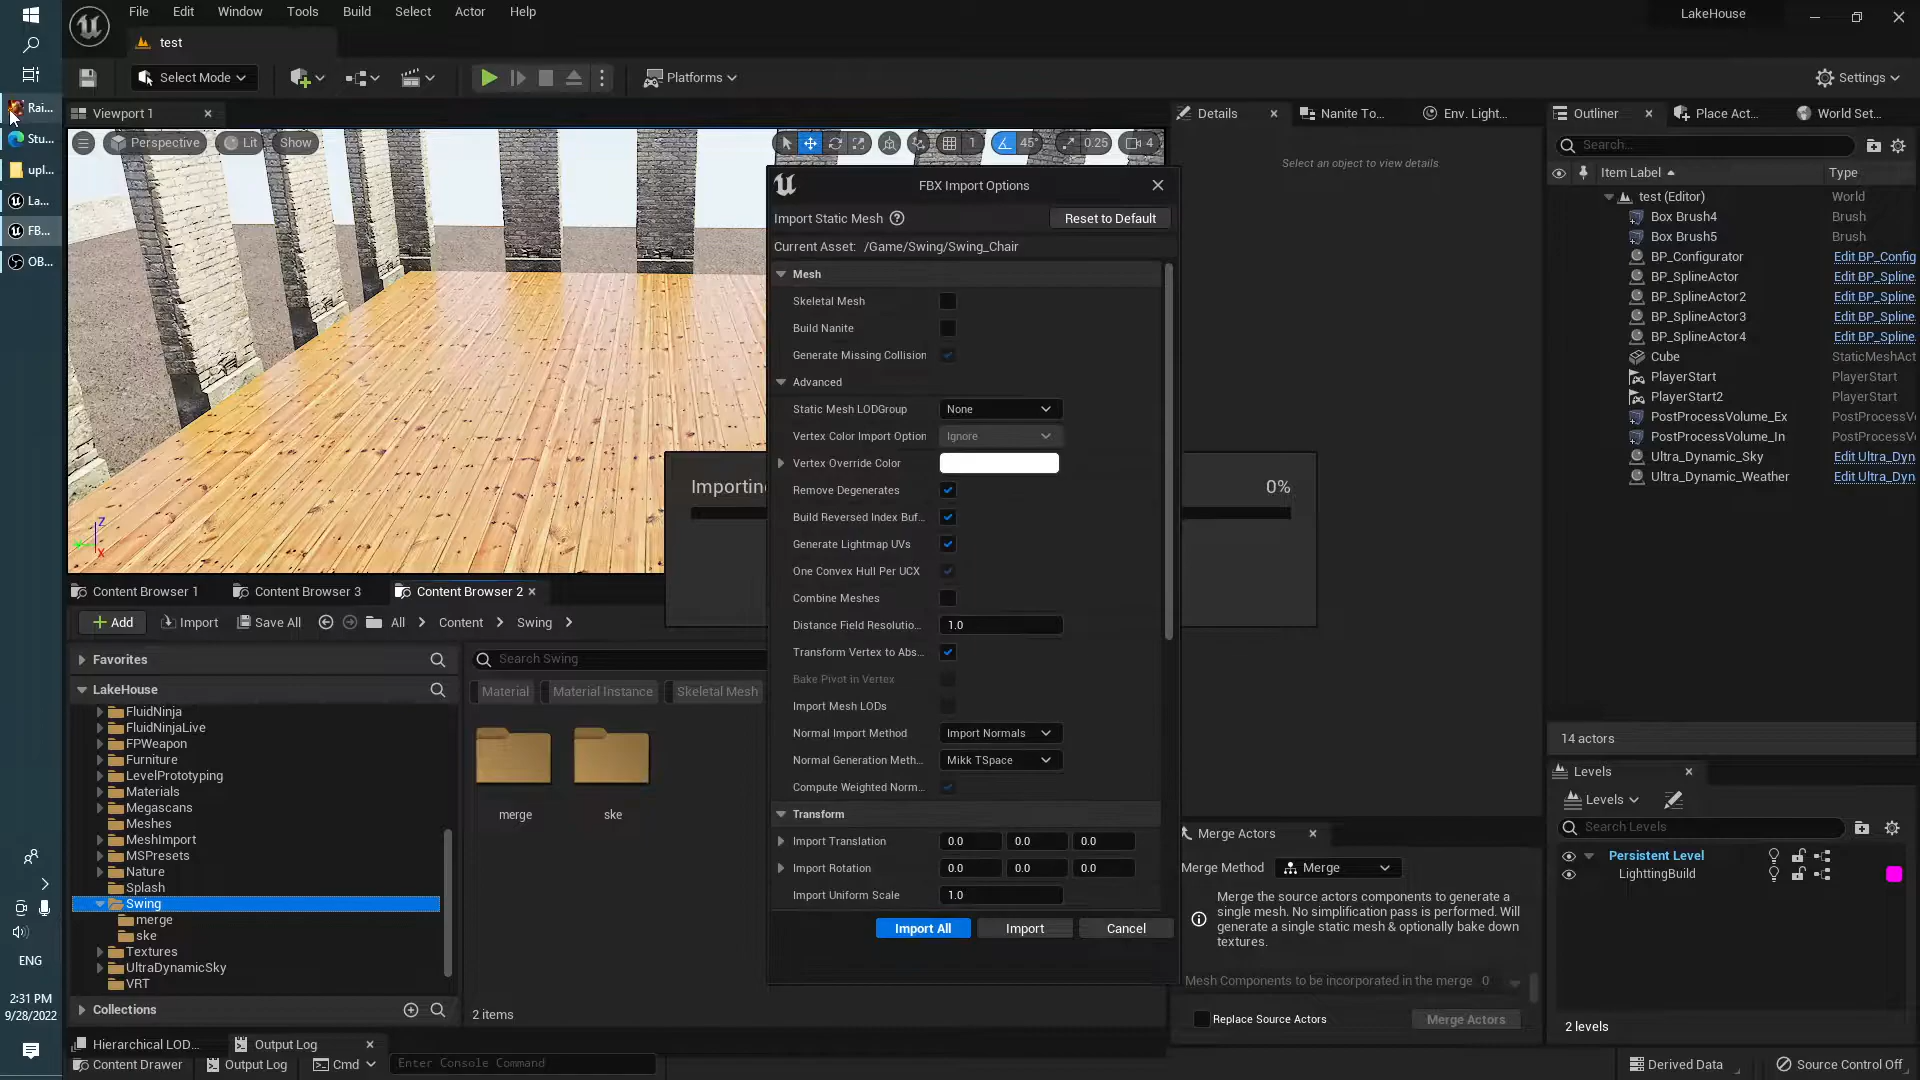 File
Edit
Window
Tools
Build
Select
Actor
Help
LakeHouse
test
Select Mode
Platforms
Settings
Rai...
Stu...
upl...
La...
FB...
OB...
ENG
2:31 PM
9/28/2022
Viewport 1
Perspective
Lit
Show
1
45°
0.25
4
FBX Import Options
Import Static Mesh
Reset to Default
Current Asset: /Game/Swing/Swing_Chair
Mesh
Skeletal Mesh
Build Nanite
Generate Missing Collision
Advanced
Static Mesh LODGroup
None
Vertex Color Import Option
Ignore
Vertex Override Color
Remove Degenerates
Build Reversed Index Buf...
Generate Lightmap UVs
One Convex Hull Per UCX
Combine Meshes
Distance Field Resolutio...
1.0
Transform Vertex to Abs...
Bake Pivot in Vertex
Import Mesh LODs
Normal Import Method
Import Normals
Normal Generation Meth...
Mikk TSpace
Compute Weighted Norm...
Transform
Import Translation
0.0
0.0
0.0
Import Rotation
0.0
0.0
0.0
Import Uniform Scale
1.0
Import All
Import
Cancel
Importing
0%
Content Browser 1
Content Browser 3
Content Browser 2
Add
Import
Save All
All
Content
Swing
Favorites
LakeHouse
FluidNinja
FluidNinjaLive
FPWeapon
Furniture
LevelPrototyping
Materials
Megascans
Meshes
MeshImport
MSPresets
Nature
Splash
Swing
merge
ske
Textures
UltraDynamicSky
VRT
Collections
Search Swing
Material
Material Instance
Skeletal Mesh
merge
ske
2 items
Hierarchical LOD...
Output Log
Content Drawer
Output Log
Cmd
Enter Console Command
Details
Nanite To...
Env. Light...
Select an object to view details
Merge Actors
Merge Method
Merge
Merge the source actors components to generate a
single mesh. No simplification pass is performed. Will
generate a single static mesh & optionally bake down
textures.
Mesh Components to be incorporated in the merge
0
Replace Source Actors
Merge Actors
Outliner
Place Act...
World Set...
Search...
Item Label
Type
test (Editor)
World
Box Brush4
Brush
Box Brush5
Brush
BP_Configurator
Edit BP_Config
BP_SplineActor
Edit BP_Spline
BP_SplineActor2
Edit BP_Spline
BP_SplineActor3
Edit BP_Spline
BP_SplineActor4
Edit BP_Spline
Cube
StaticMeshAct
PlayerStart
PlayerStart
PlayerStart2
PlayerStart
PostProcessVolume_Ex
PostProcessV
PostProcessVolume_In
PostProcessV
Ultra_Dynamic_Sky
Edit Ultra_Dyn
Ultra_Dynamic_Weather
Edit Ultra_Dyn
14 actors
Levels
Levels
Search Levels
Persistent Level
LighttingBuild
2 levels
Derived Data
Source Control Off